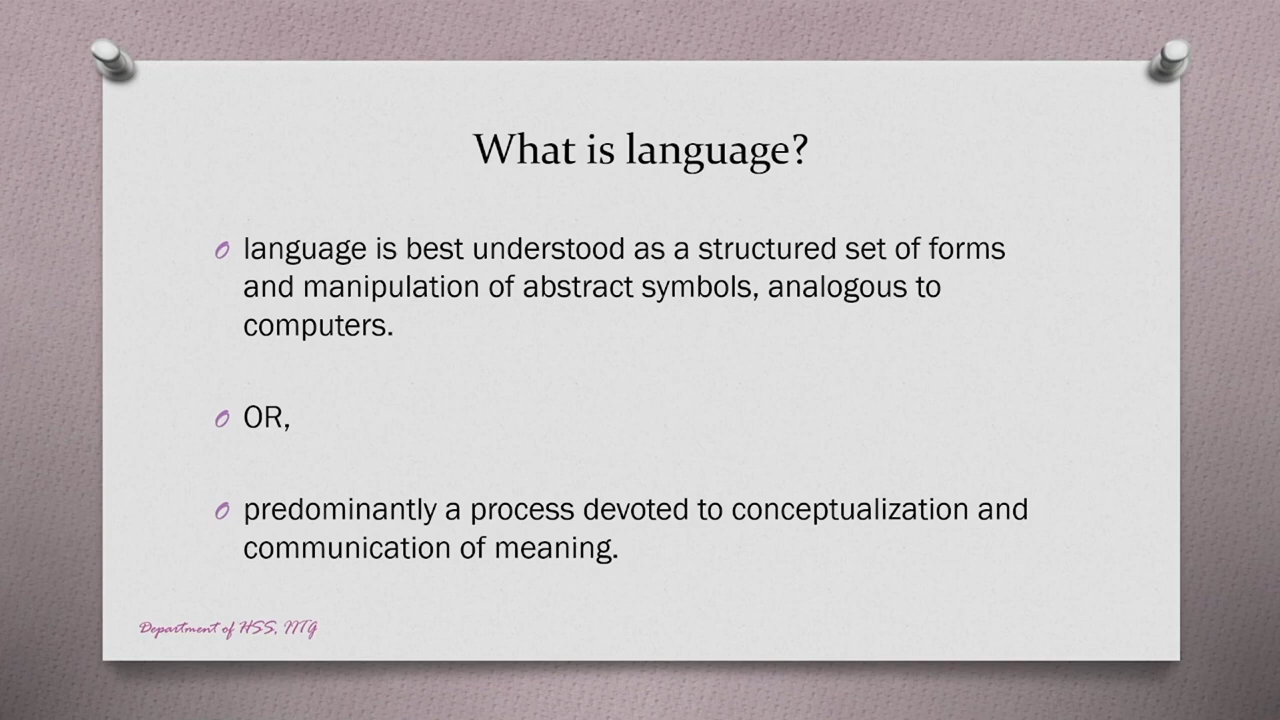 What is language?
language is best understood as a structured set of forms
and manipulation of abstract symbols, analogous to
computers.
OR,
predominantly a process devoted to conceptualization and
communication of meaning.
Department of HSS, IITG